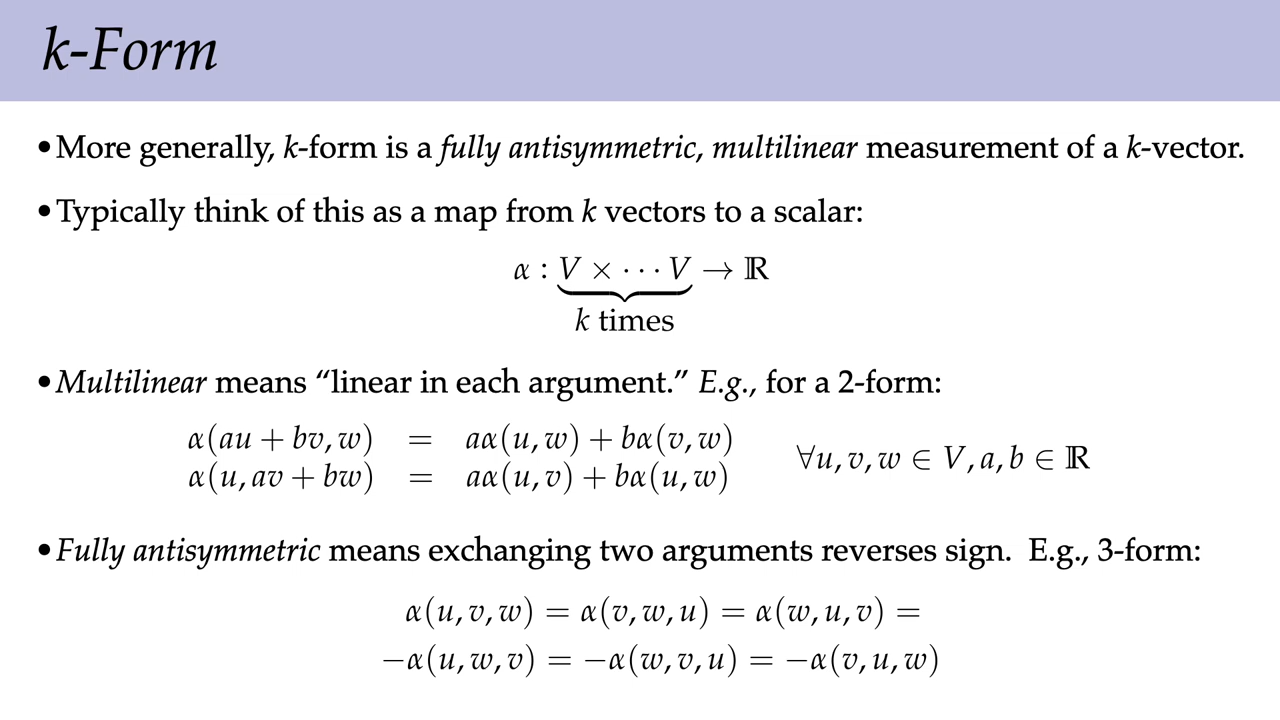 k-Form
•More generally, k-form is a fully antisymmetric, multilinear measurement of a k-vector.
•Typically think of this as a map from k vectors to a scalar:
α : V × ··· V → ℝ
k times
•Multilinear means “linear in each argument.” E.g., for a 2-form:
α(au + bv, w) = aα(u, w) + bα(v, w)
∀u, v, w ∈ V, a, b ∈ ℝ
α(u, av + bw) = aα(u, v) + bα(u, w)
•Fully antisymmetric means exchanging two arguments reverses sign. E.g., 3-form:
α(u, v, w) = α(v, w, u) = α(w, u, v) =
−α(u, w, v) = −α(w, v, u) = −α(v, u, w)